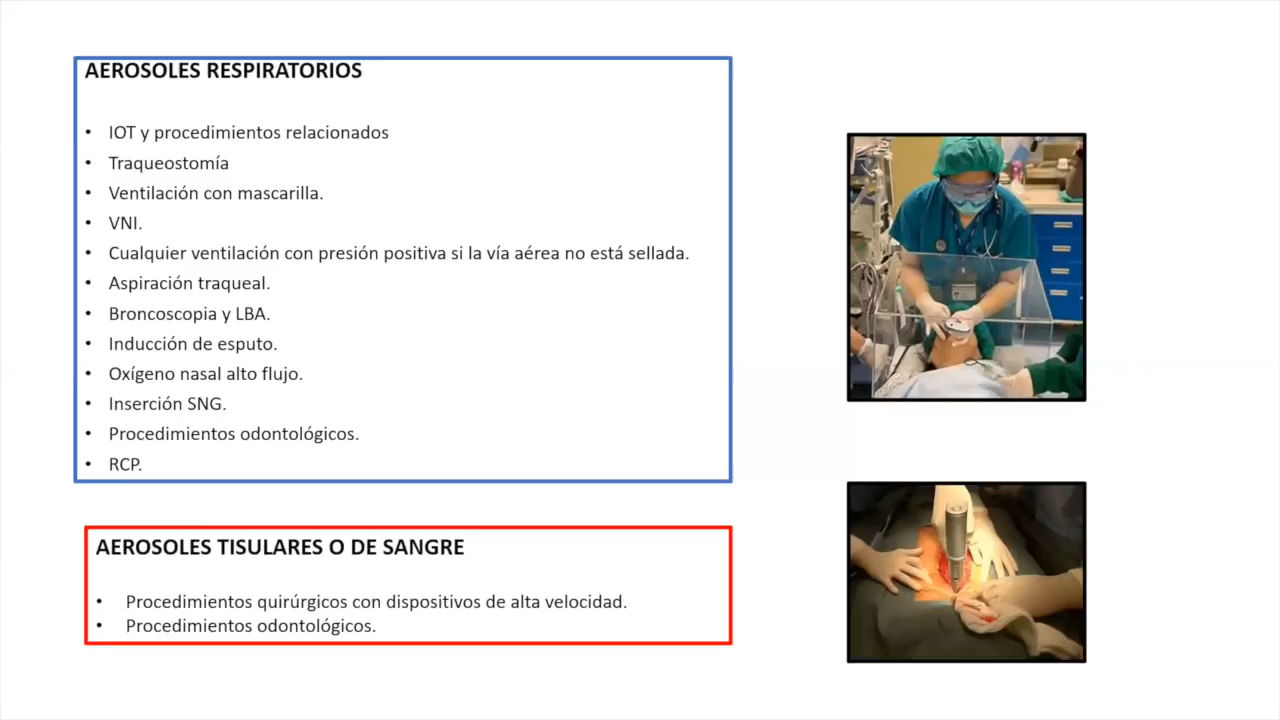 AEROSOLES RESPIRATORIOS
• IOT y procedimientos relacionados
• Traqueostomía
• Ventilación con mascarilla.
• VNI.
• Cualquier ventilación con presión positiva si la vía aérea no está sellada.
• Aspiración traqueal.
• Broncoscopia y LBA.
• Inducción de esputo.
• Oxígeno nasal alto flujo.
• Inserción SNG.
• Procedimientos odontológicos.
• RCP.
AEROSOLES TISULARES O DE SANGRE
• Procedimientos quirúrgicos con dispositivos de alta velocidad.
• Procedimientos odontológicos.